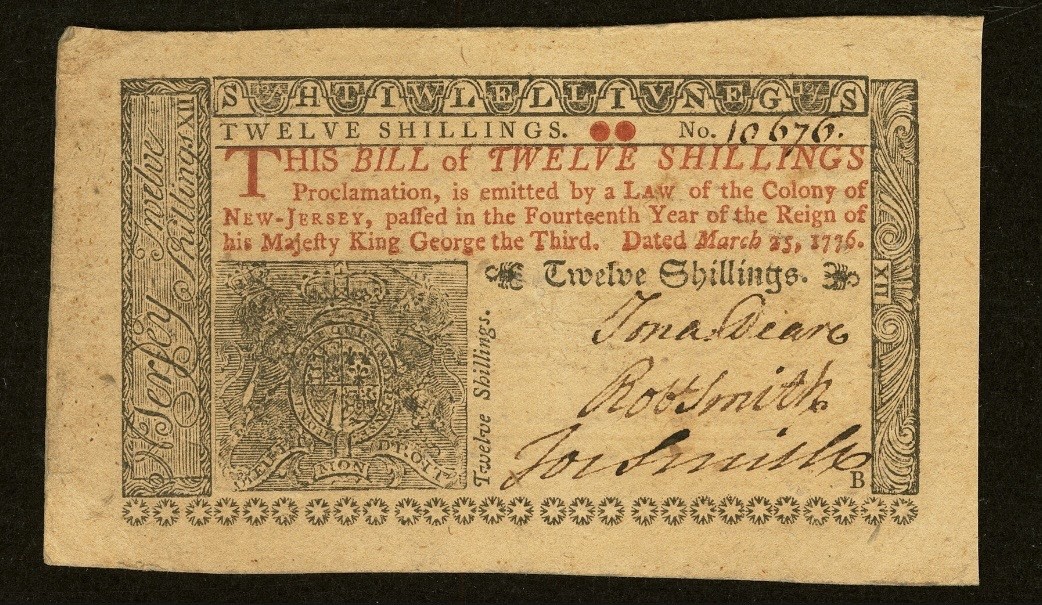 SHTIWLELLIVNEGS
TWELVE SHILLINGS. No. 10676.
THIS BILL of TWELVE SHILLINGS
Proclamation, is emitted by a LAW of the Colony of
NEW-JERSEY, paſſed in the Fourteenth Year of the Reign of
his Majeſty King George the Third. Dated March 25, 1776.
Twelve Shillings.
Jona. Deare
Robt Smith
Jos Smith
B
N Jerſey Twelve Shillings XII
Twelve Shillings.
XII
MON